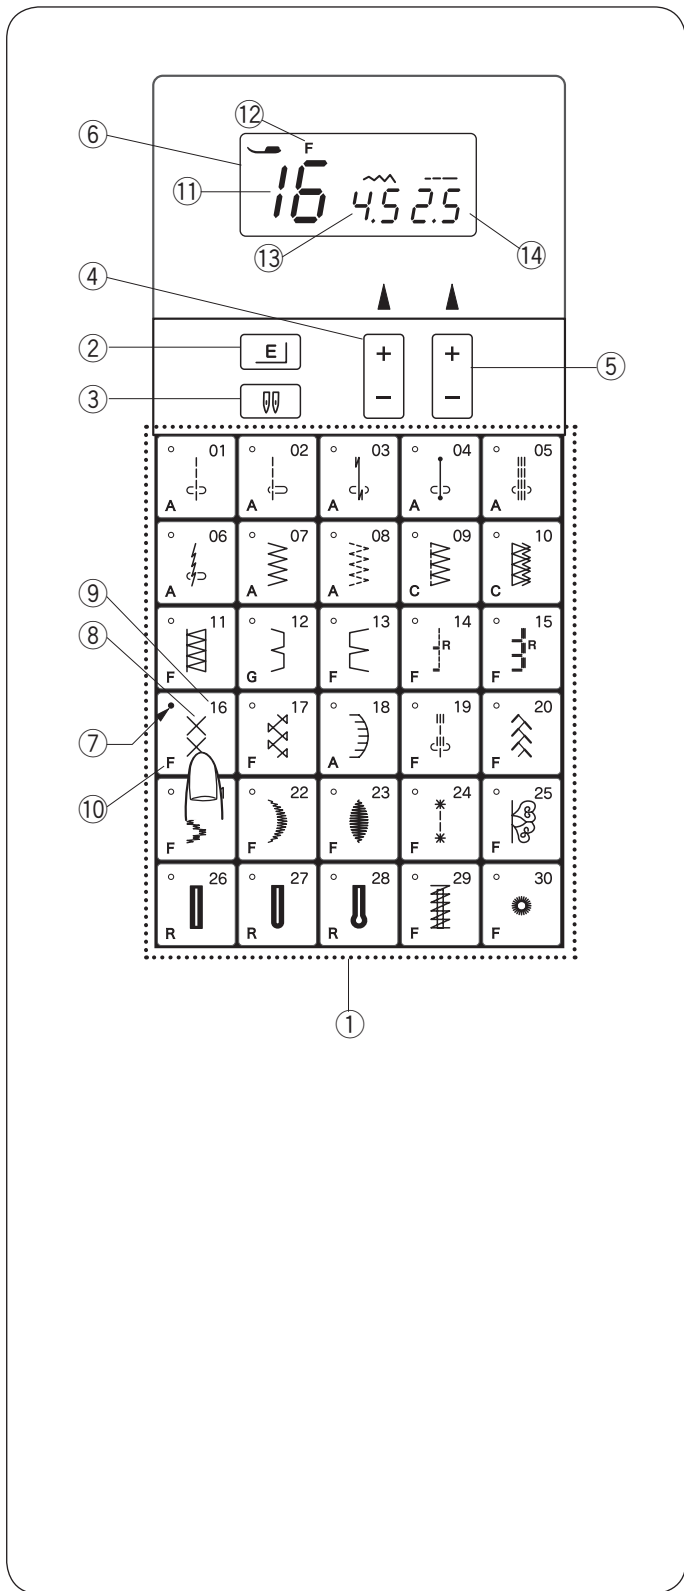 ⑫
⑥ F
⑪ 16 4.5 2.5
⑬ ⑭
④
② E + +
⑤
③ − −
01 02 03 04 05
A A A A A
06 07 08 09 10
A A A C C
⑨
⑧ 11 12 13 14 15
R R
F G F F F
16 17 18 19 20
⑦
⑩ F F A F F
22 23 24 25
F F F F F
26 27 28 29 30
R R R F F
①